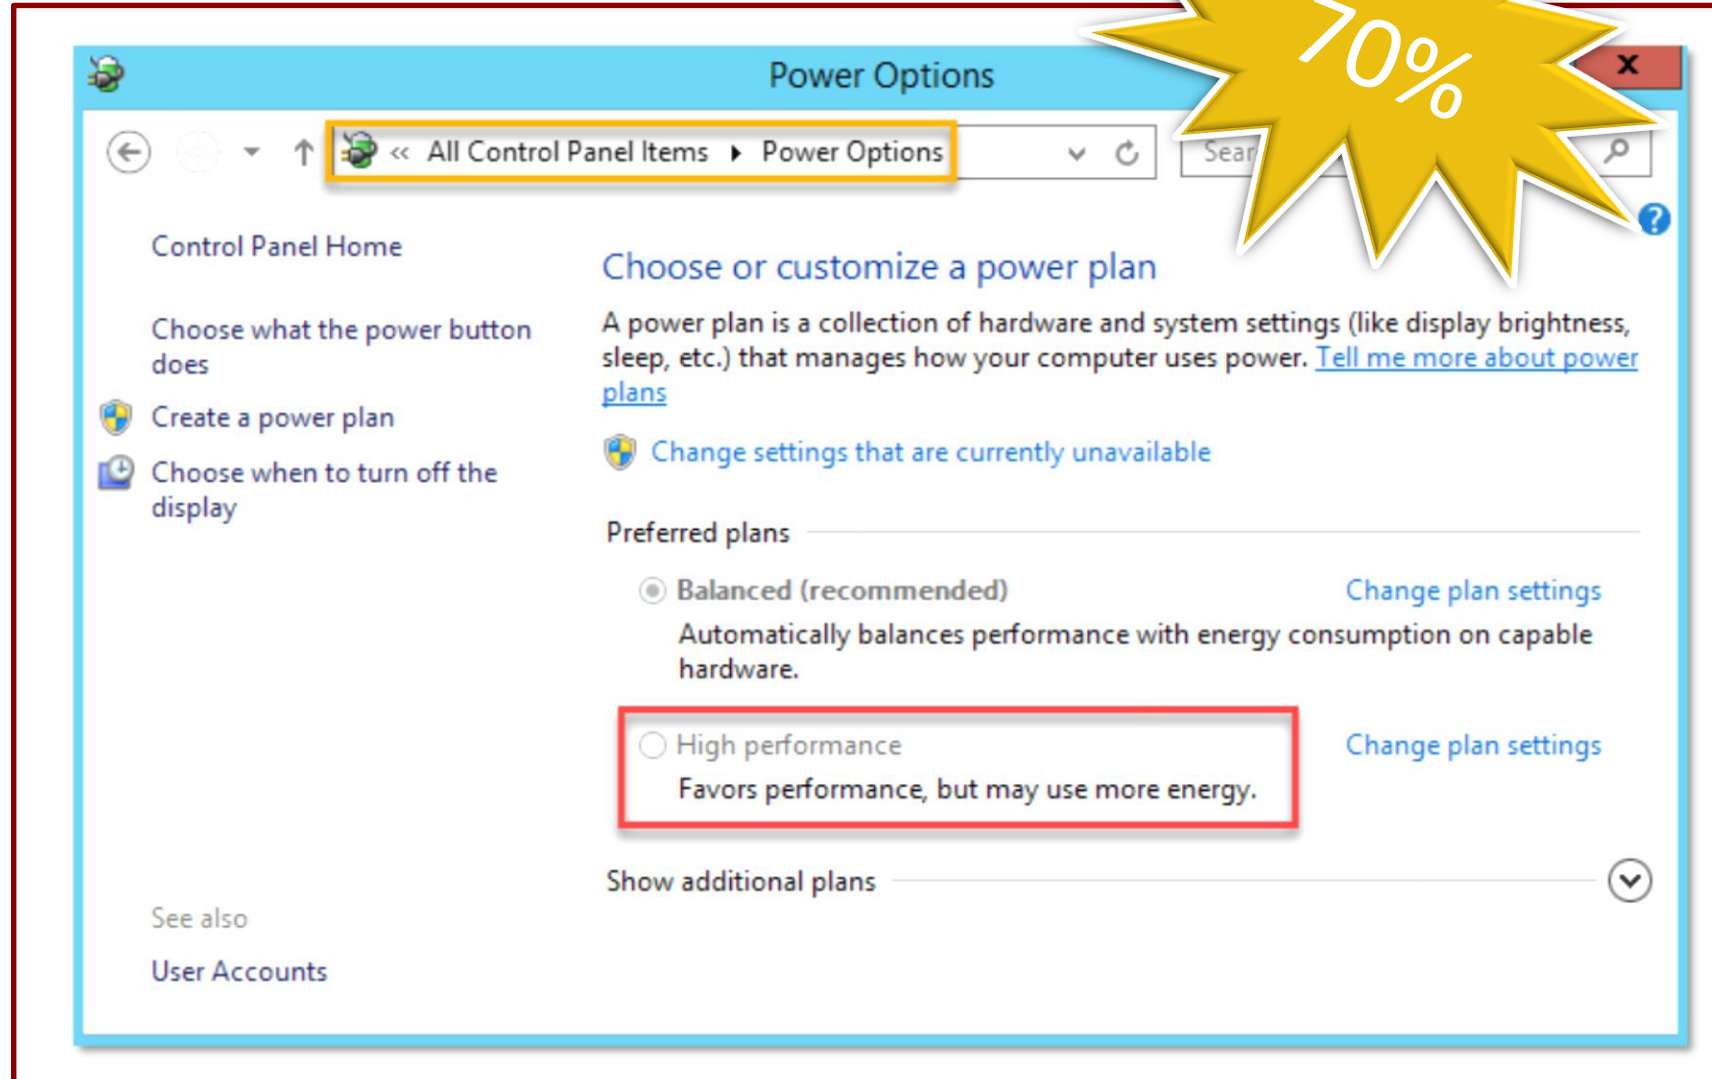 70%
Power Options
x
« All Control Panel Items ▸ Power Options
Control Panel Home
Choose what the power button
does
Create a power plan
Choose when to turn off the
display
See also
User Accounts
?
Choose or customize a power plan
A power plan is a collection of hardware and system settings (like display brightness,
sleep, etc.) that manages how your computer uses power. Tell me more about power
plans
Change settings that are currently unavailable
Preferred plans
Balanced (recommended) Change plan settings
Automatically balances performance with energy consumption on capable
hardware.
High performance Change plan settings
Favors performance, but may use more energy.
Show additional plans